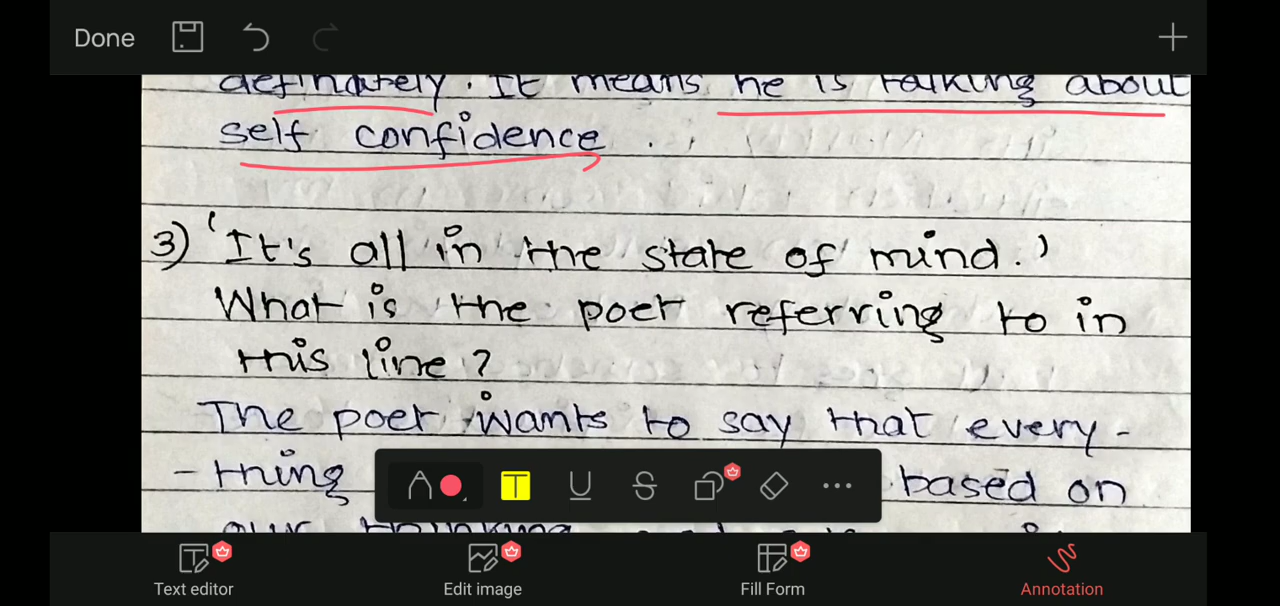 Done
definately. It means he is talking about
self confidence.
3) 'It's all in the state of mind.'
What is the poet referring to in
this line?
The poet wants to say that every-
-thing based on
our thinking
Text editor Edit image Fill Form Annotation